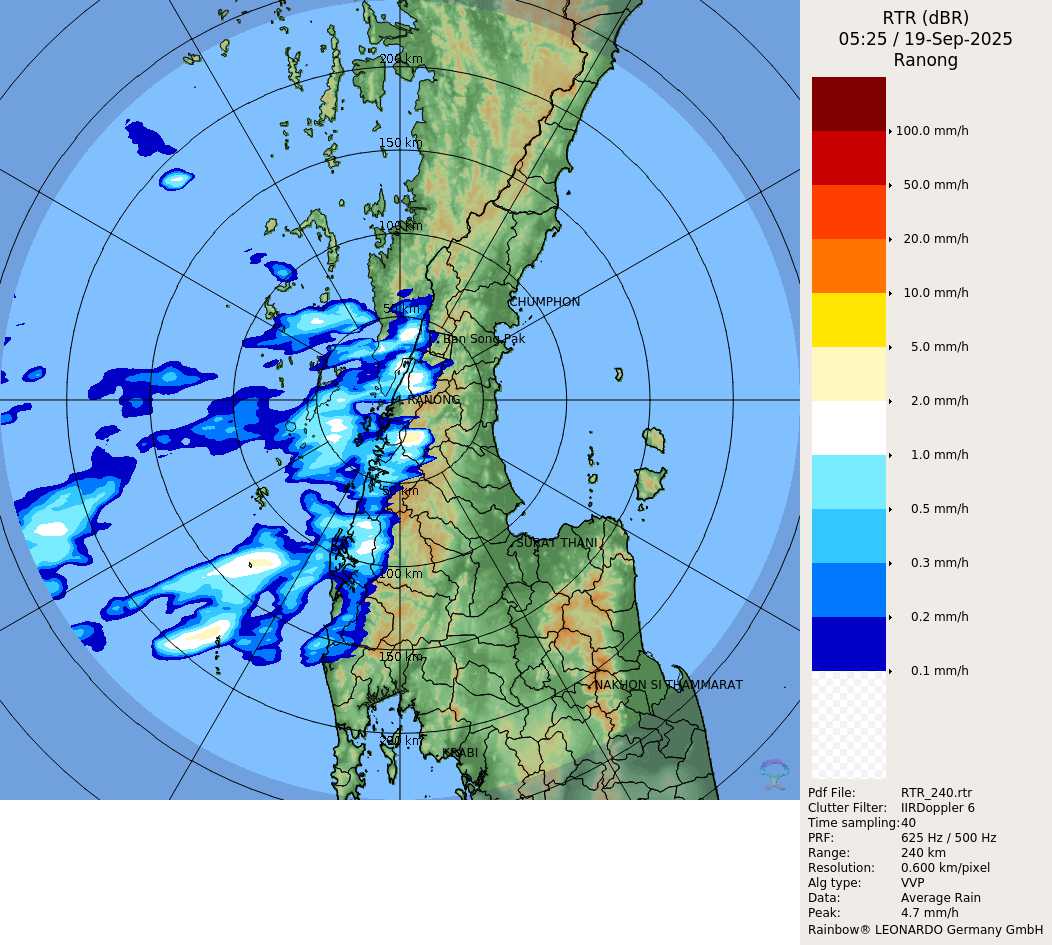 RTR (dBR)
05:25 / 19-Sep-2025
Ranong
200 km
150 km
100 km
50 km
CHUMPHON
Ban Song Pak
RANONG
50 km
SURAT THANI
100 km
150 km
NAKHON SI THAMMARAT
200 km
KRABI
100.0 mm/h
50.0 mm/h
20.0 mm/h
10.0 mm/h
5.0 mm/h
2.0 mm/h
1.0 mm/h
0.5 mm/h
0.3 mm/h
0.2 mm/h
0.1 mm/h
Pdf File: RTR_240.rtr
Clutter Filter: IIRDoppler 6
Time sampling:40
PRF: 625 Hz / 500 Hz
Range: 240 km
Resolution: 0.600 km/pixel
Alg type: VVP
Data: Average Rain
Peak: 4.7 mm/h
Rainbow® LEONARDO Germany GmbH